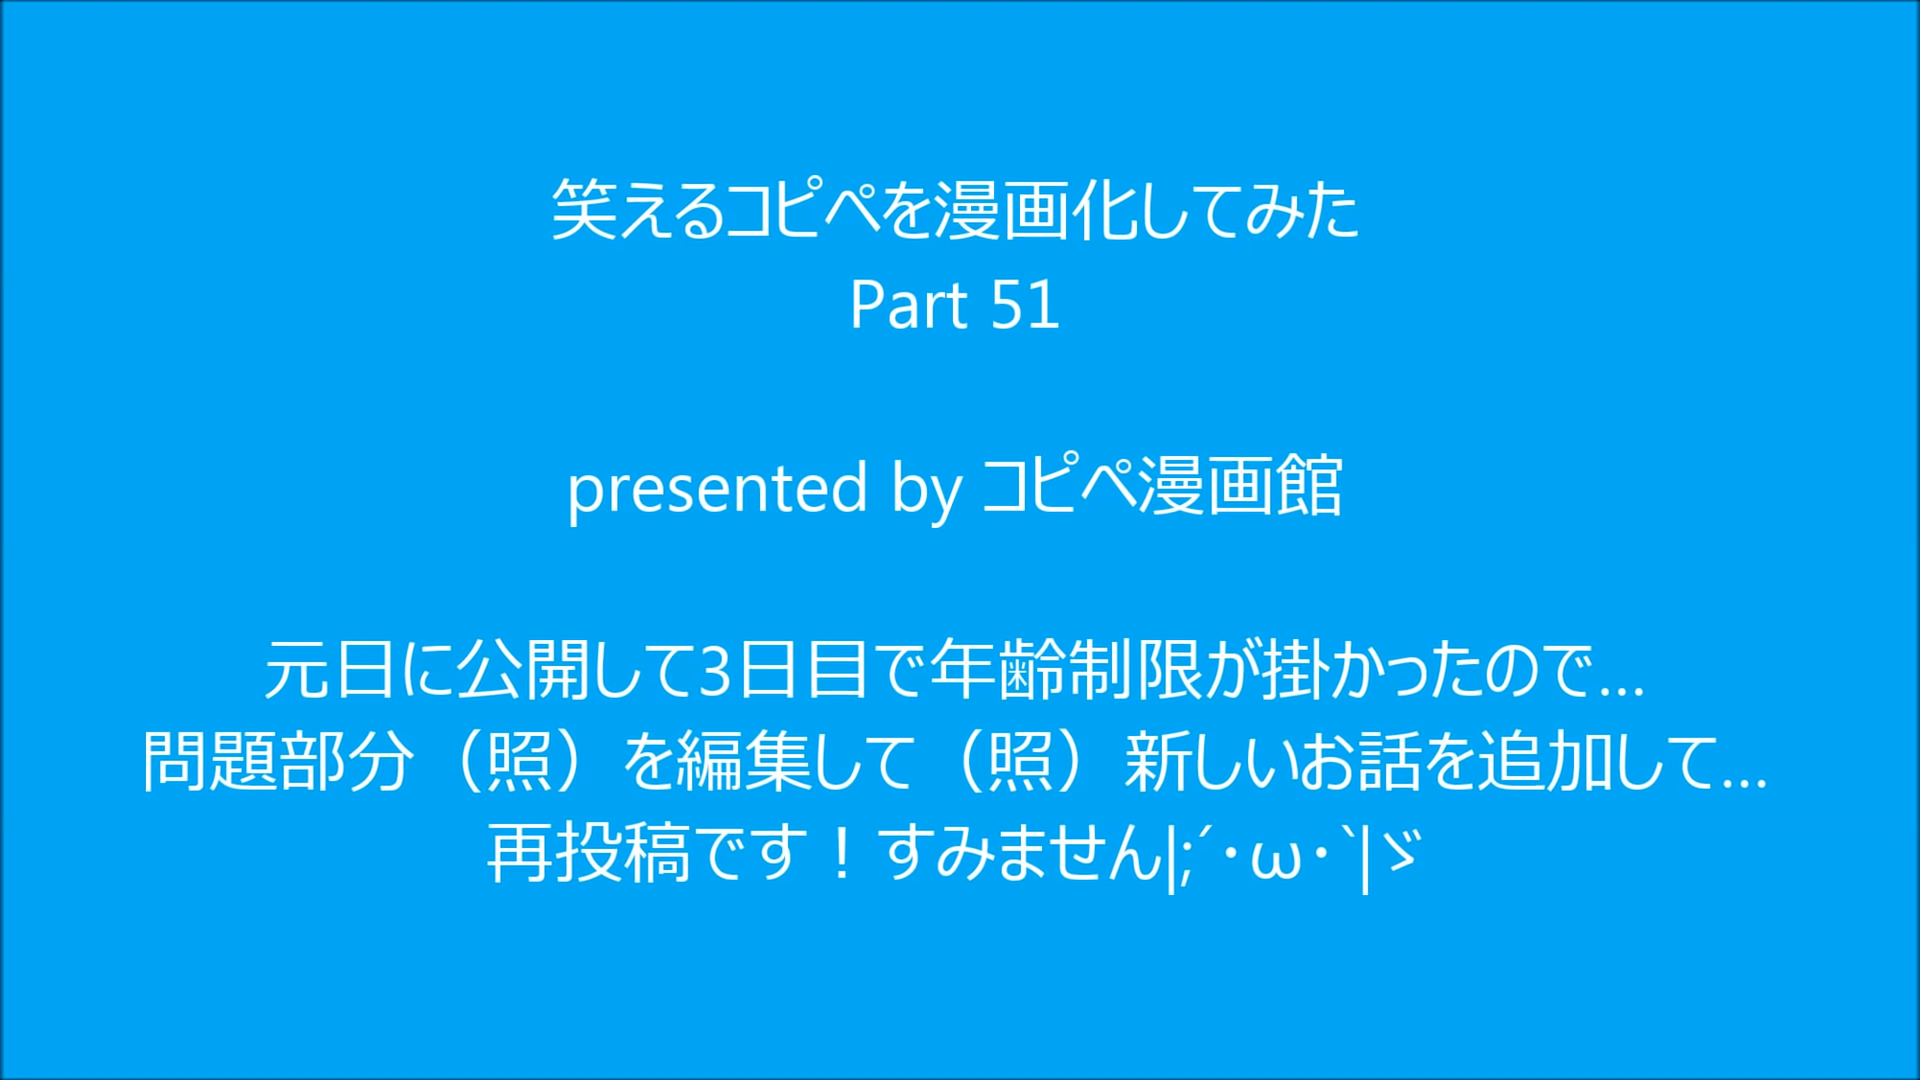 笑えるコピペを漫画化してみた
Part 51
presented by コピペ漫画館
元日に公開して3日目で年齢制限が掛かったので…
問題部分（照）を編集して（照）新しいお話を追加して…
再投稿です！すみません|;´･ω･`|ゞ